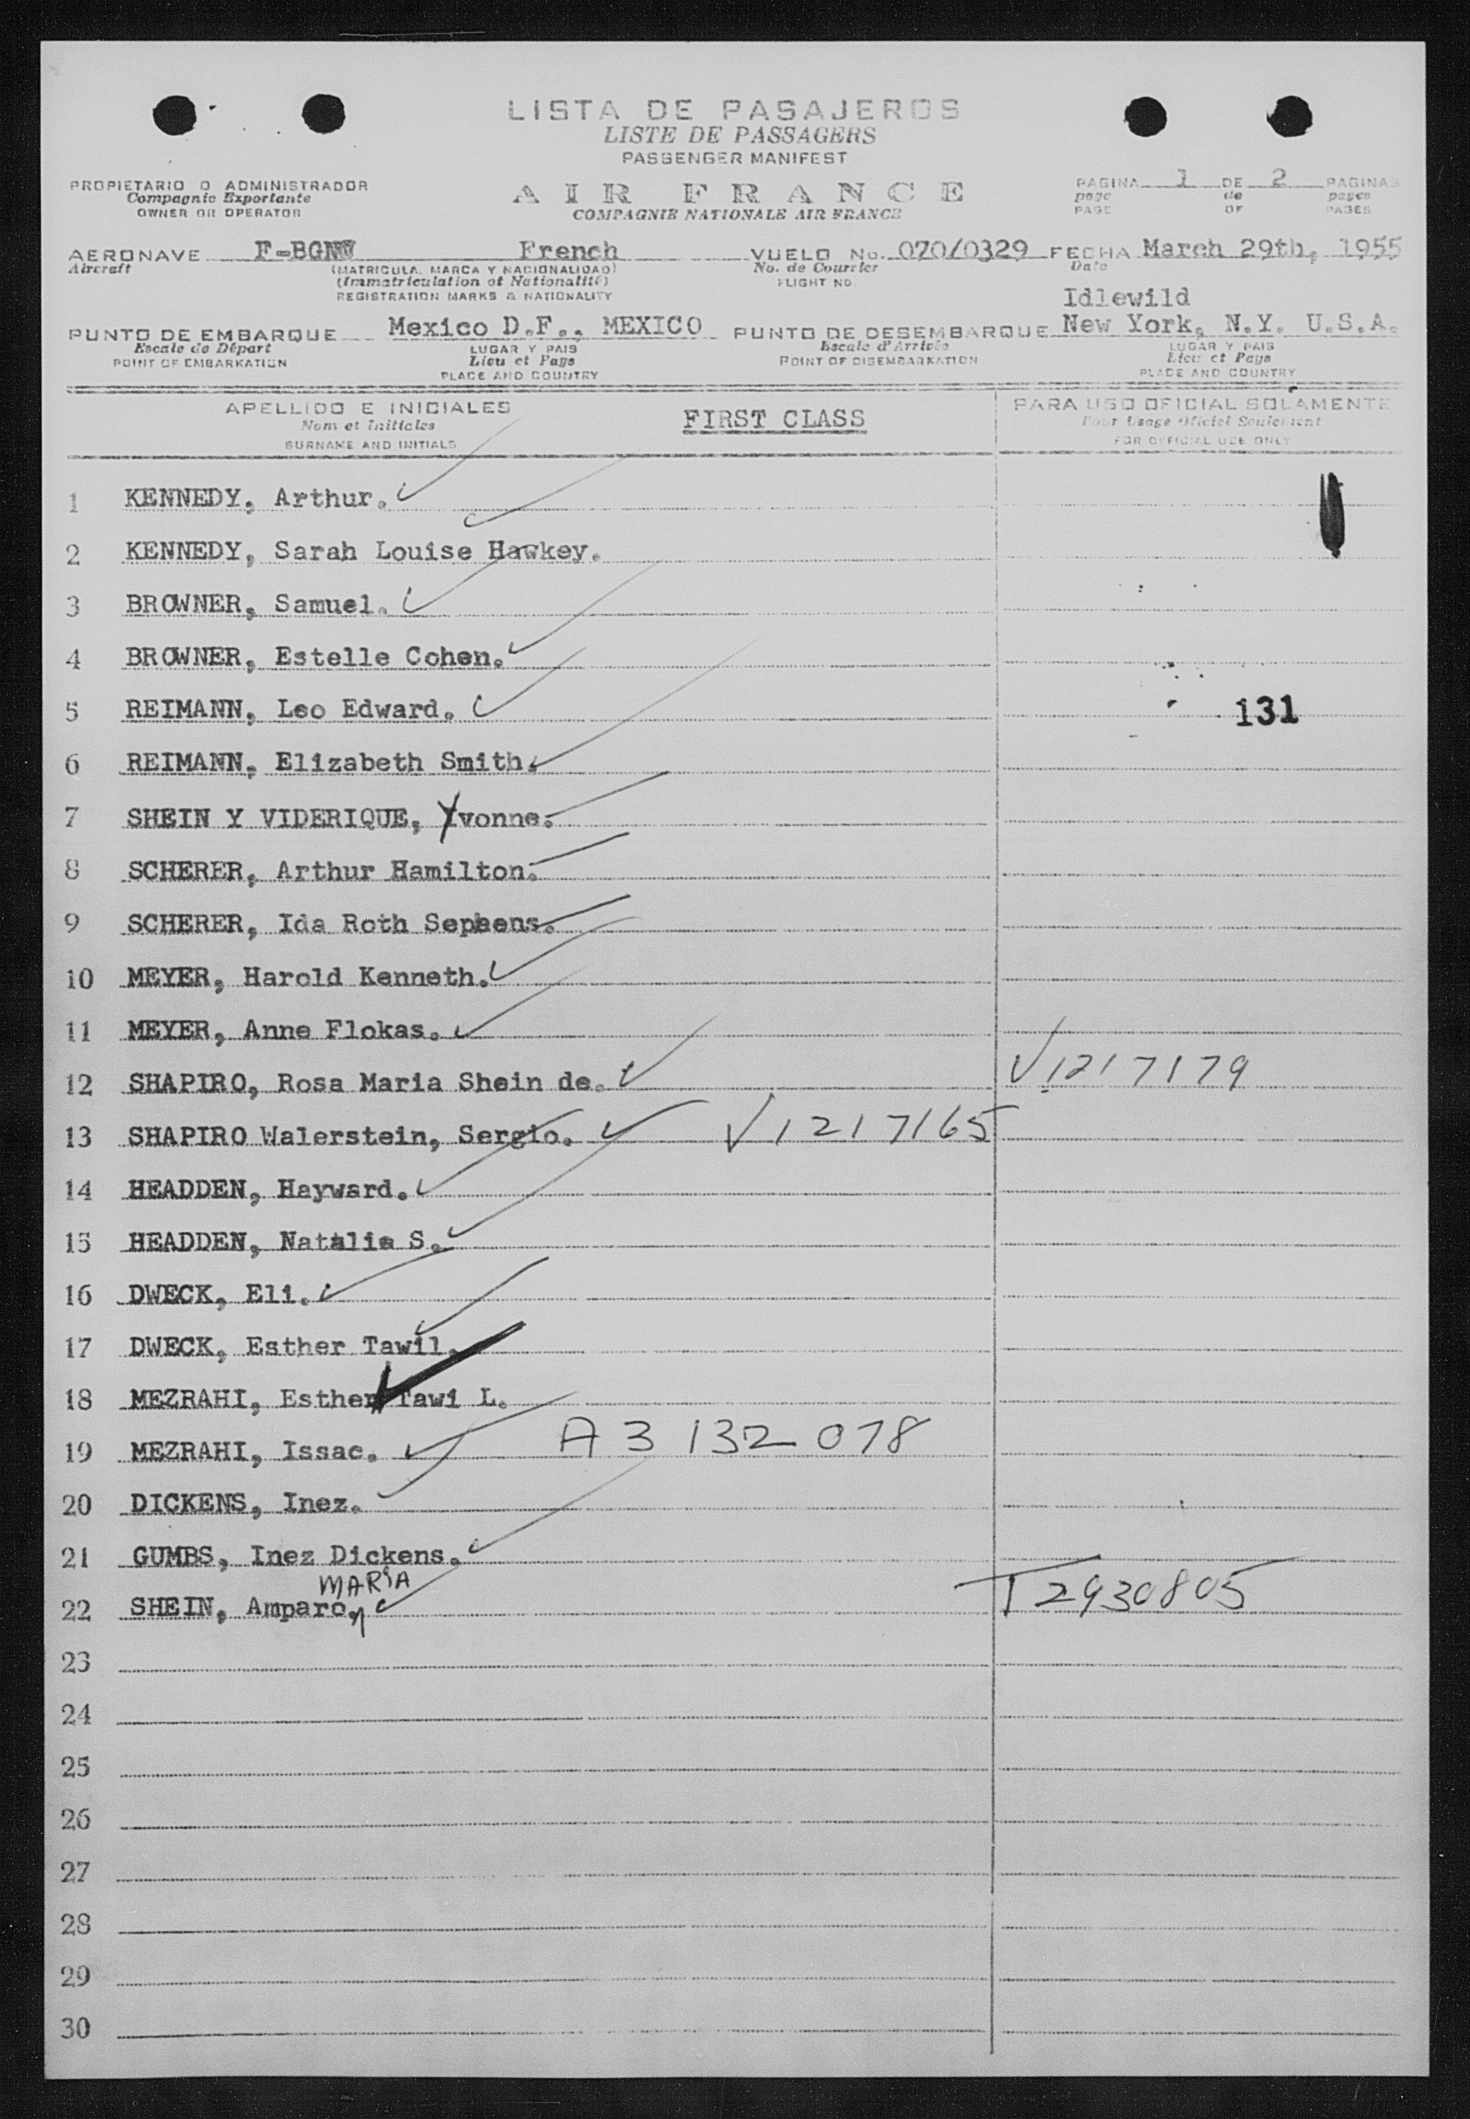 LISTA DE PASAJEROS
LISTE DE PASSAGERS
PASSENGER MANIFEST
PROPIETARIO O ADMINISTRADOR
Compagnie Exportante
OWNER OR OPERATOR
AIR FRANCE
COMPAGNIE NATIONALE AIR FRANCE
PAGINA 1 DE 2 PAGINAS
page de pages
PAGE OF PAGES
AERONAVE F-BGNW French VUELO No. 070/0329 FECHA March 29th, 1955
Aircraft (MATRICULA, MARCA Y NACIONALIDAD) No. de Courrier Date
(Immatriculation et Nationalité) FLIGHT NO.
REGISTRATION MARKS & NATIONALITY
Idlewild
PUNTO DE EMBARQUE Mexico D.F., MEXICO PUNTO DE DESEMBARQUE New York, N.Y. U.S.A.
Escale de Départ LUGAR Y PAIS Escale d'Arrivée LUGAR Y PAIS
POINT OF EMBARKATION Lieu et Pays POINT OF DISEMBARKATION Lieu et Pays
PLACE AND COUNTRY PLACE AND COUNTRY
APELLIDO E INICIALES FIRST CLASS PARA USO OFICIAL SOLAMENTE
Nom et Initiales Pour Usage Officiel Seulement
SURNAME AND INITIALS FOR OFFICIAL USE ONLY
1 KENNEDY, Arthur.
2 KENNEDY, Sarah Louise Hawkey.
3 BROWNER, Samuel.
4 BROWNER, Estelle Cohen.
5 REIMANN, Leo Edward. 131
6 REIMANN, Elizabeth Smith.
7 SHEIN Y VIDERIQUE, Yvonne.
8 SCHERER, Arthur Hamilton.
9 SCHERER, Ida Roth Sephens.
10 MEYER, Harold Kenneth.
11 MEYER, Anne Flokas.
12 SHAPIRO, Rosa Maria Shein de. V1217179
13 SHAPIRO Walerstein, Sergio. V1217165
14 HEADDEN, Hayward.
15 HEADDEN, Natalie S.
16 DWECK, Eli.
17 DWECK, Esther Tawil.
18 MEZRAHI, Esther Tawi L.
19 MEZRAHI, Issac. A3 132 078
20 DICKENS, Inez.
21 GUMBS, Inez Dickens.
MARIA
22 SHEIN, Amparo, T2930805
23
24
25
26
27
28
29
30